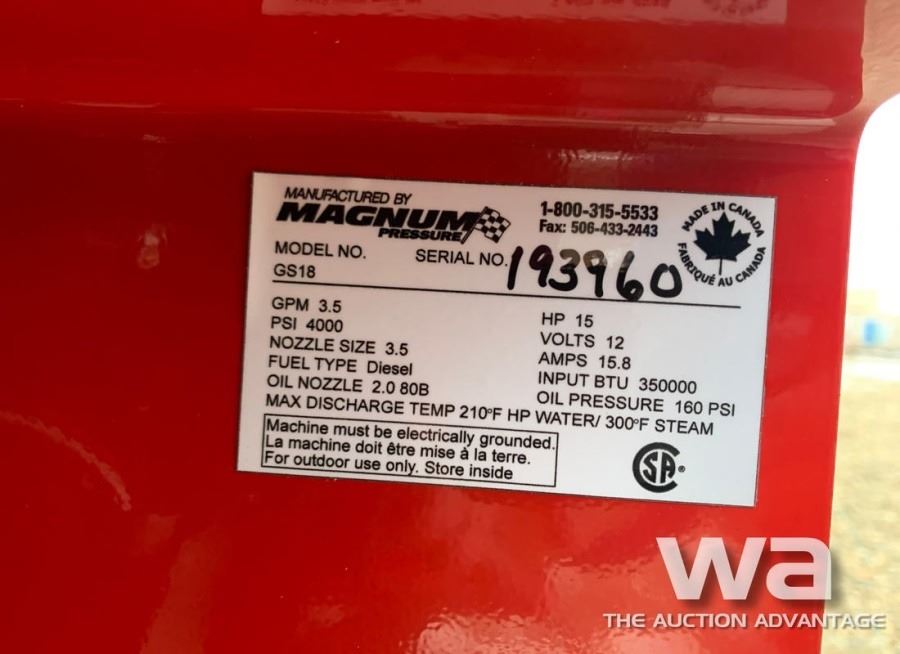 MANUFACTURED BY
MAGNUM
PRESSURE
1-800-315-5533
Fax: 506-433-2443
MADE IN CANADA
FABRIQUÉ AU CANADA
MODEL NO.
GS18
SERIAL NO. 193960
GPM 3.5
PSI 4000
NOZZLE SIZE 3.5
FUEL TYPE Diesel
OIL NOZZLE 2.0 80B
HP 15
VOLTS 12
AMPS 15.8
INPUT BTU 350000
OIL PRESSURE 160 PSI
MAX DISCHARGE TEMP 210°F HP WATER/ 300°F STEAM
Machine must be electrically grounded.
La machine doit être mise à la terre.
For outdoor use only. Store inside
CSA®
wa
THE AUCTION ADVANTAGE